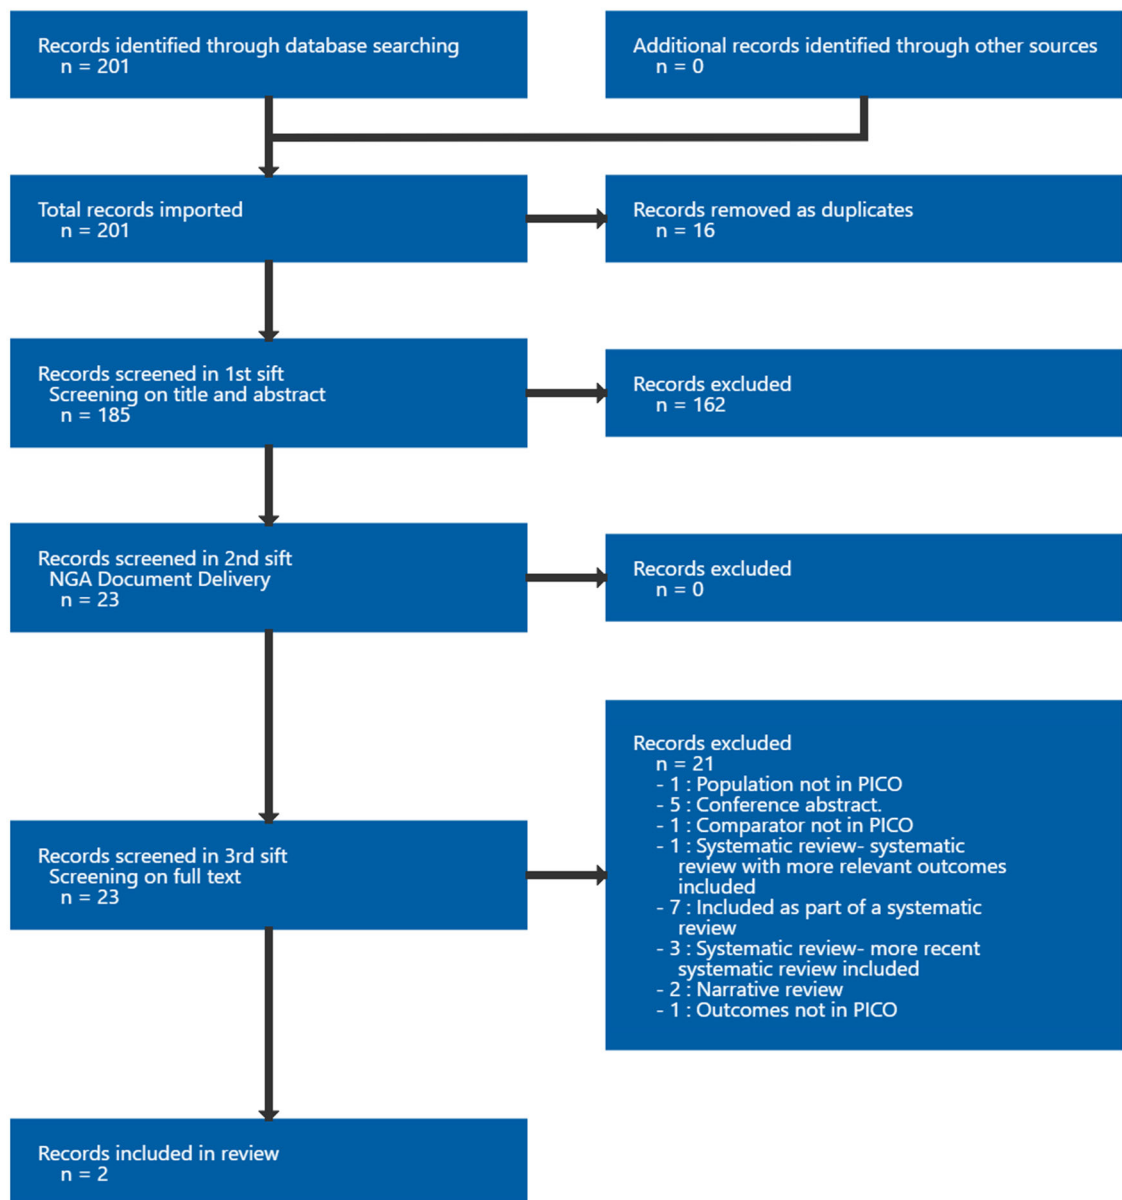 Records identified through database searching
n = 201
Additional records identified through other sources
n = 0
Total records imported
n = 201
Records removed as duplicates
n = 16
Records screened in 1st sift
Screening on title and abstract
n = 185
Records excluded
n = 162
Records screened in 2nd sift
NGA Document Delivery
n = 23
Records excluded
n = 0
Records screened in 3rd sift
Screening on full text
n = 23
Records excluded
n = 21
- 1 : Population not in PICO
- 5 : Conference abstract.
- 1 : Comparator not in PICO
- 1 : Systematic review- systematic
review with more relevant outcomes
included
- 7 : Included as part of a systematic
review
- 3 : Systematic review- more recent
systematic review included
- 2 : Narrative review
- 1 : Outcomes not in PICO
Records included in review
n = 2